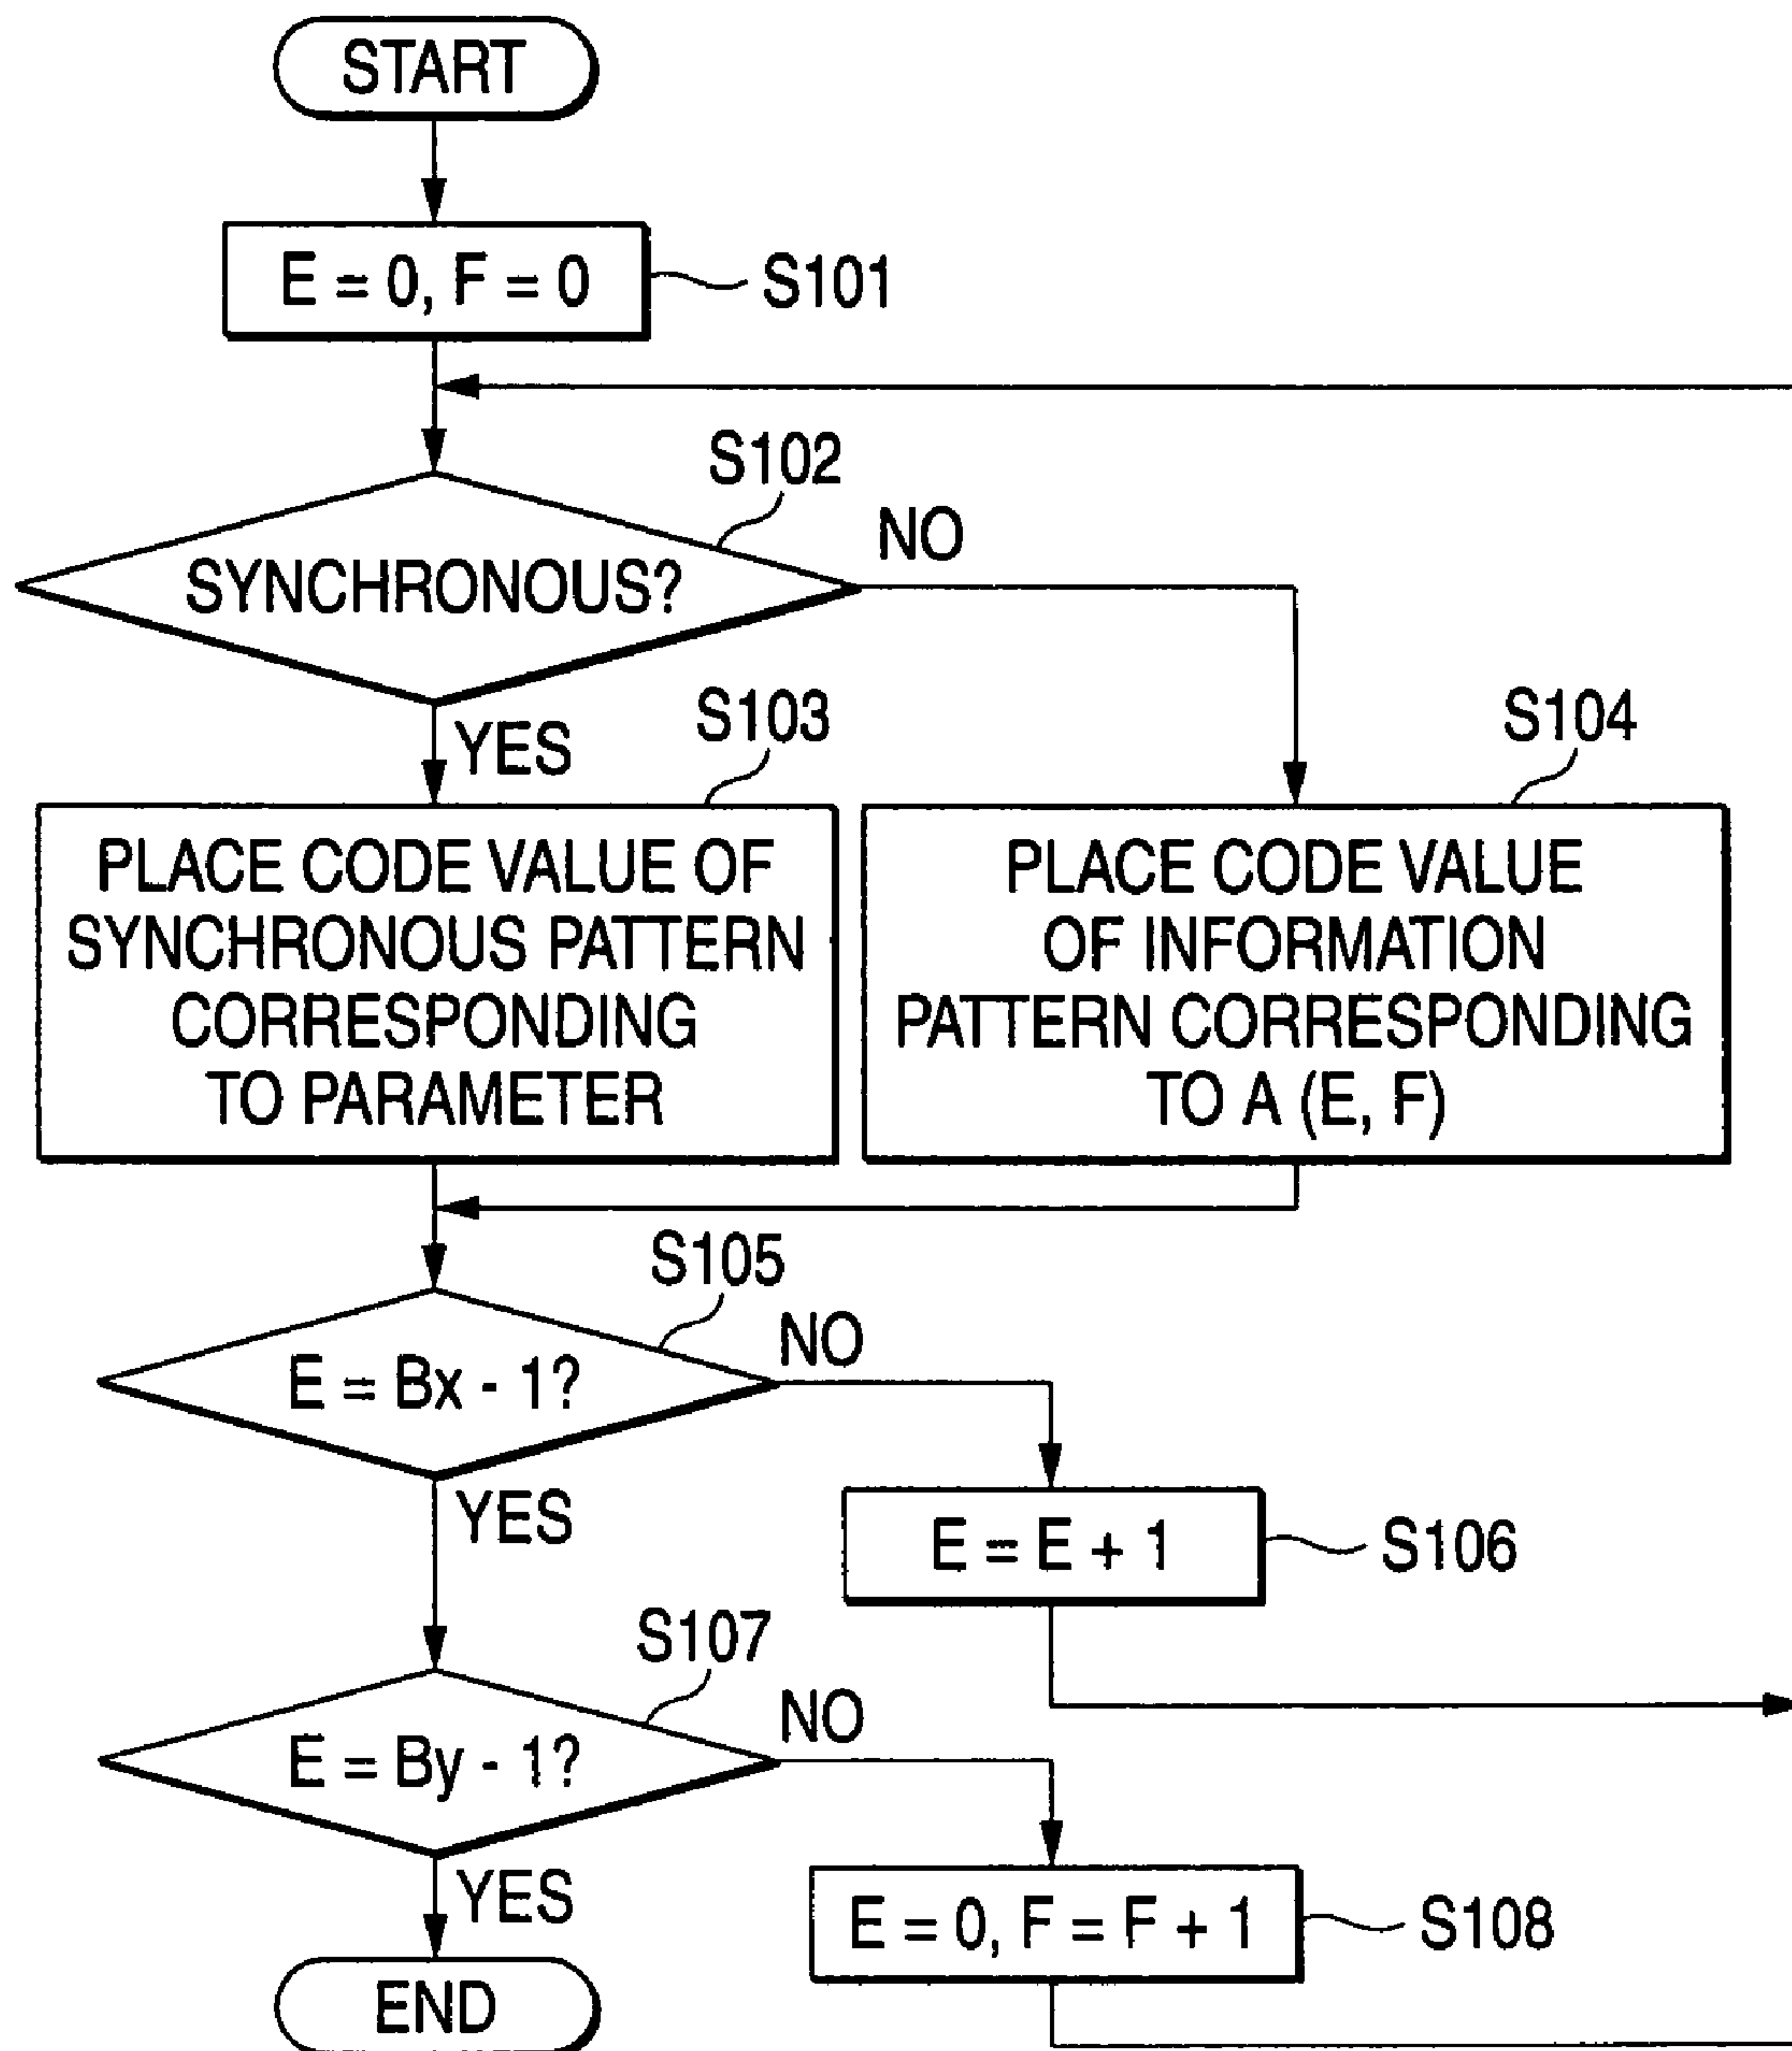 START
E = 0, F = 0
S101
S102
SYNCHRONOUS?
NO
YES
S103
PLACE CODE VALUE OF
SYNCHRONOUS PATTERN
CORRESPONDING
TO PARAMETER
S104
PLACE CODE VALUE
OF INFORMATION
PATTERN CORRESPONDING
TO A (E, F)
S105
E = Bx - 1?
NO
YES
E = E + 1
S106
S107
E = By - 1?
NO
YES
E = 0, F = F + 1
S108
END